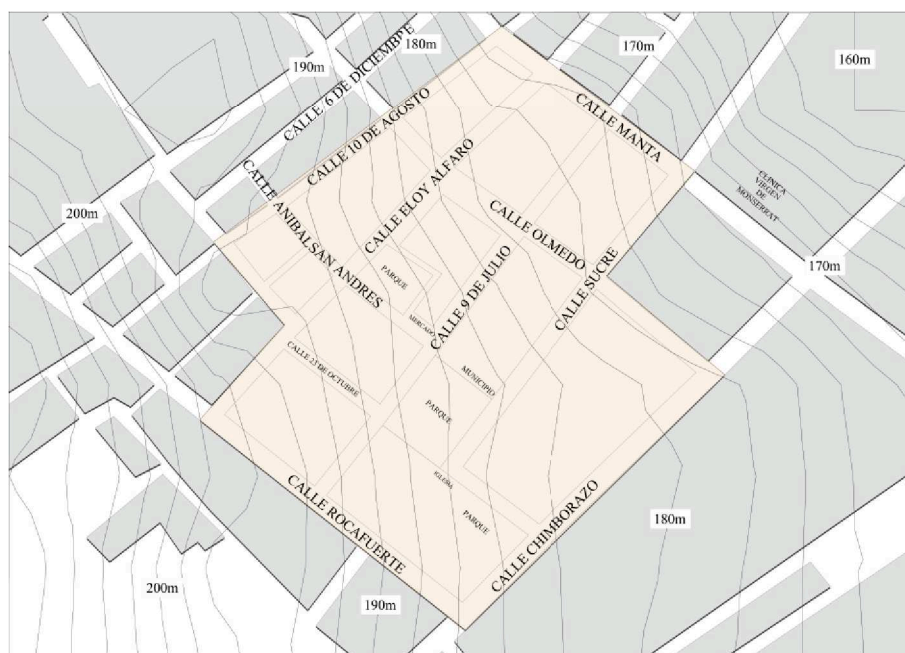 180m
170m
190m
160m
CALLE 6 DE DICIEMBRE
CALLE 10 DE AGOSTO
CALLE MANTA
CALLE ELOY ALFARO
CALLE ANIBAL SAN ANDRES
CLINICA
VIRGEN
DE
MONSERRAT
200m
CALLE OLMEDO
CALLE 9 DE JULIO
CALLE SUCRE
PARQUE
170m
MERCADO
CALLE 23 DE OCTUBRE
MUNICIPIO
PARQUE
IGLESIA
CALLE ROCAFUERTE
PARQUE
CALLE CHIMBORAZO
180m
200m
190m